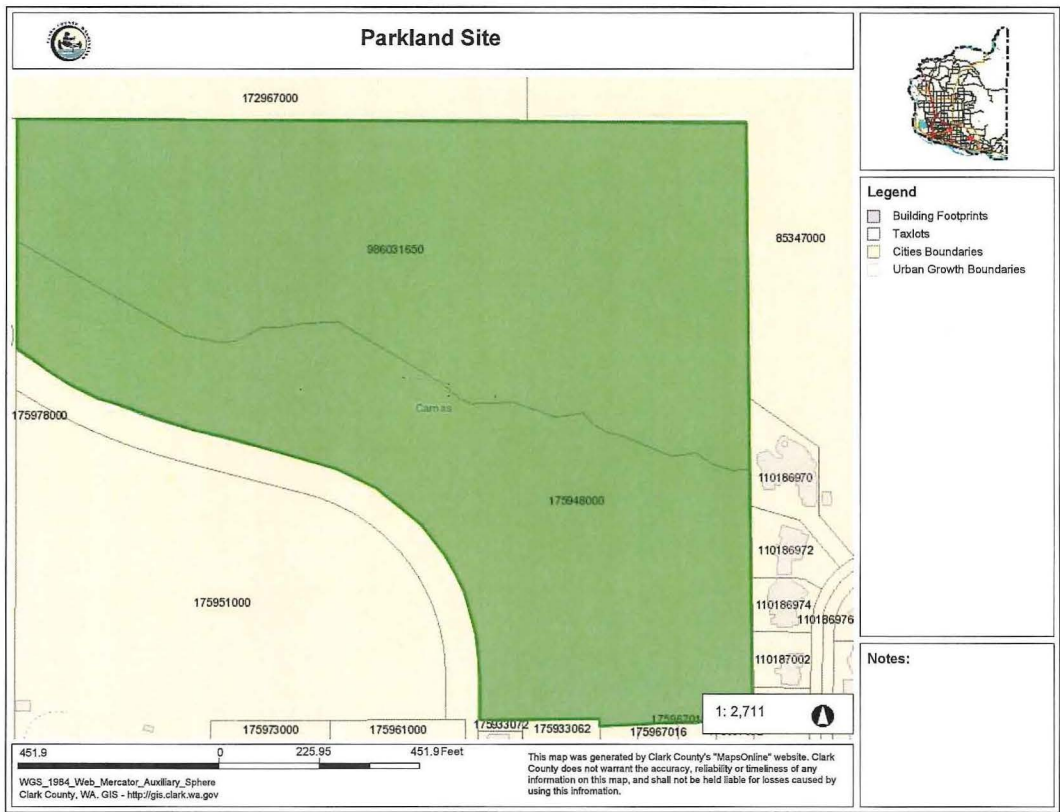 Parkland Site
172967000
85347000
986031650
Camas
175978000
110186970
175948000
110186972
175951000
110186974
110186976
110187002
175973000
175961000
175933072
175933062
175967016
1: 2,711
Legend
Building Footprints
Taxlots
Cities Boundaries
Urban Growth Boundaries
Notes:
451.9
0
225.95
451.9 Feet
WGS_1984_Web_Mercator_Auxiliary_Sphere
Clark County, WA. GIS - http://gis.clark.wa.gov
This map was generated by Clark County's "MapsOnline" website. Clark
County does not warrant the accuracy, reliability or timeliness of any
information on this map, and shall not be held liable for losses caused by
using this infromation.